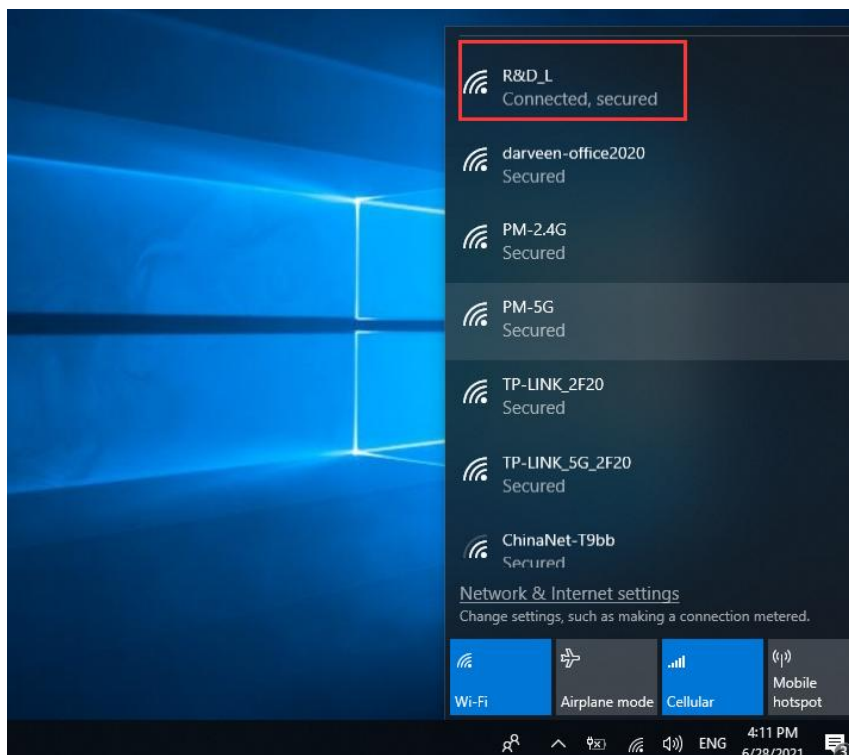 R&D_L
Connected, secured
darveen-office2020
Secured
PM-2.4G
Secured
PM-5G
Secured
TP-LINK_2F20
Secured
TP-LINK_5G_2F20
Secured
ChinaNet-T9bb
Secured
Network & Internet settings
Change settings, such as making a connection metered.
Wi-Fi
Airplane mode
Cellular
Mobile
hotspot
ENG
4:11 PM
6/28/2021
3